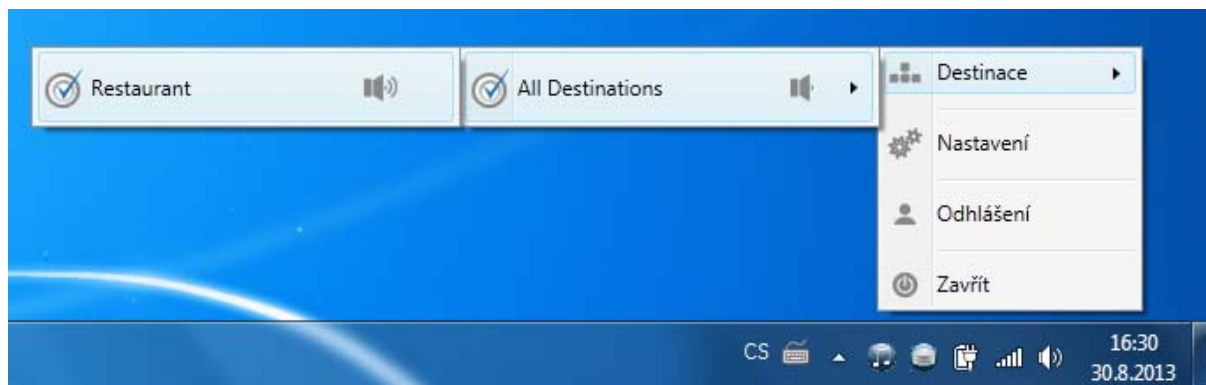 Restaurant
All Destinations
Destinace
Nastavení
Odhlášení
Zavřít
CS
16:30
30.8.2013